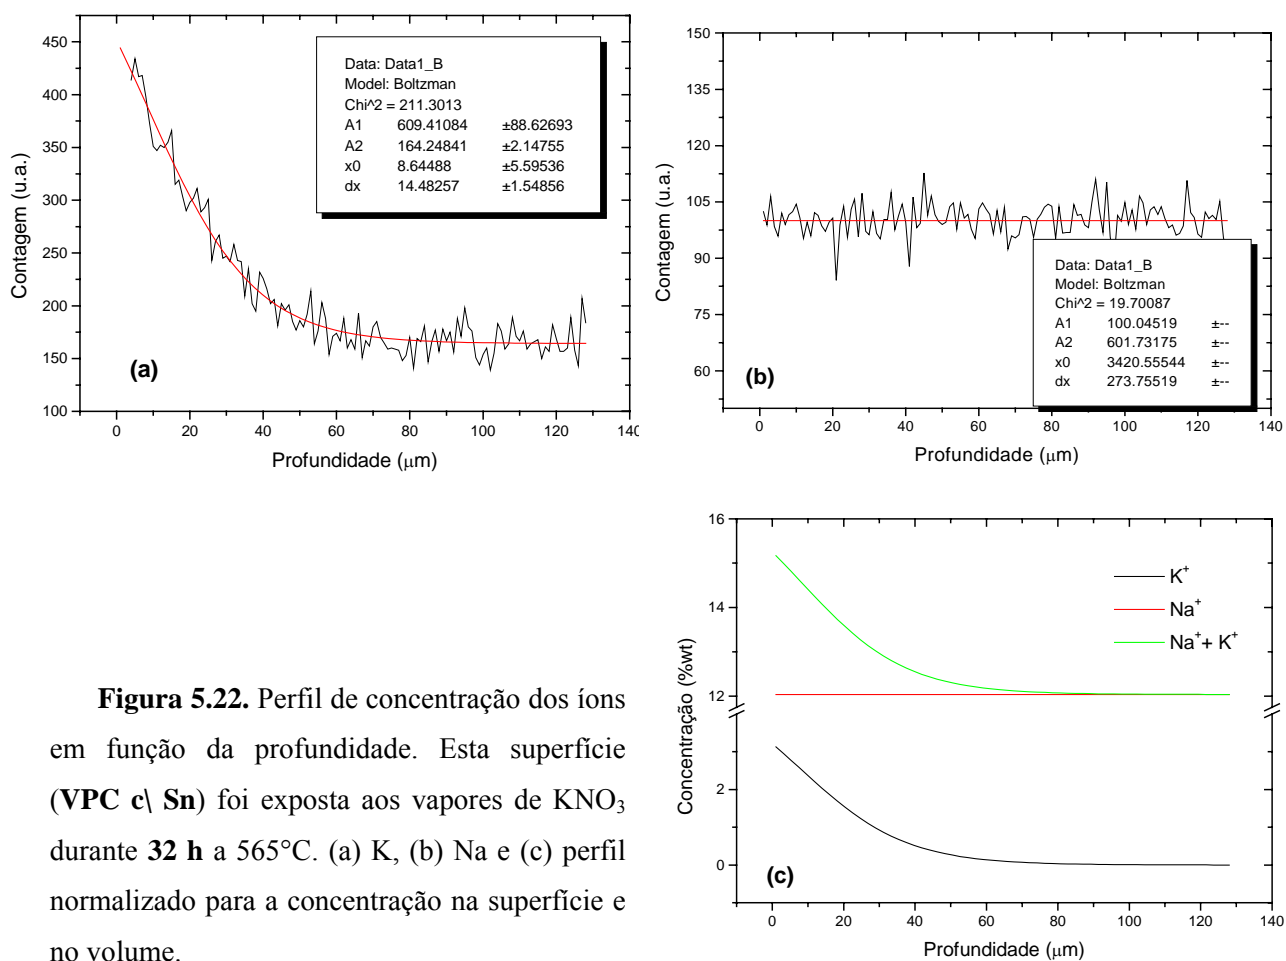 450
400
350
300
250
200
150
100
0 20 40 60 80 100 120 140
Contagem (u.a.)
Profundidade (μm)
Data: Data1_B
Model: Boltzman
Chi^2 = 211.3013
A1 609.41084 ±88.62693
A2 164.24841 ±2.14755
x0 8.64488 ±5.59536
dx 14.48257 ±1.54856
(a)
150
135
120
105
90
75
60
0 20 40 60 80 100 120 140
Contagem (u.a.)
Profundidade (μm)
Data: Data1_B
Model: Boltzman
Chi^2 = 19.70087
A1 100.04519 ±--
A2 601.73175 ±--
x0 3420.55544 ±--
dx 273.75519 ±--
(b)
16
14
12
2
0
0 20 40 60 80 100 120 140
Concentração (%wt)
Profundidade (μm)
K⁺
Na⁺
Na⁺+ K⁺
(c)
Figura 5.22. Perfil de concentração dos íons
em função da profundidade. Esta superfície
(VPC c\ Sn) foi exposta aos vapores de KNO₃
durante 32 h a 565°C. (a) K, (b) Na e (c) perfil
normalizado para a concentração na superfície e
no volume.